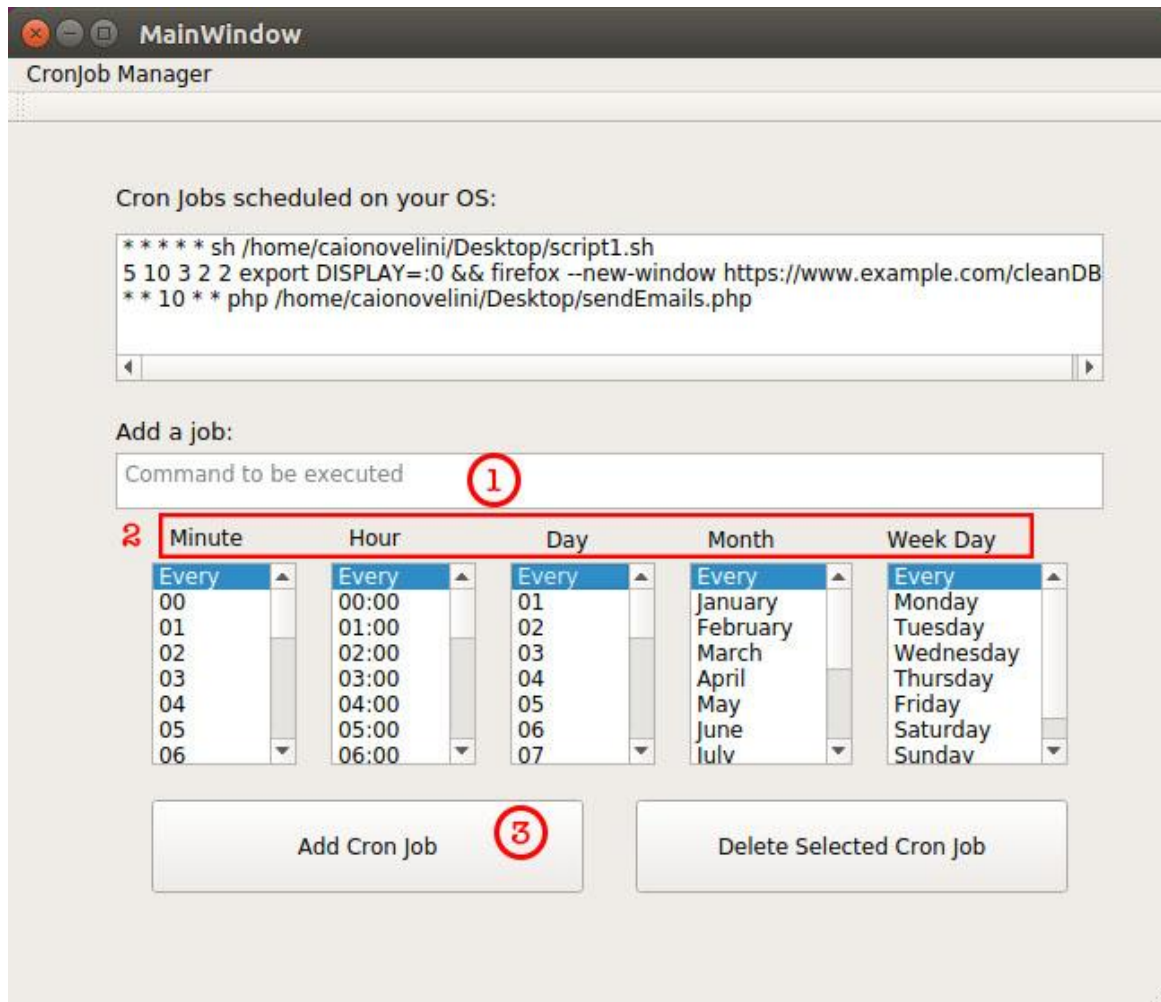 MainWindow
CronJob Manager
Cron Jobs scheduled on your OS:
* * * * * sh /home/caionovelini/Desktop/script1.sh
5 10 3 2 2 export DISPLAY=:0 && firefox --new-window https://www.example.com/cleanDB
* * 10 * * php /home/caionovelini/Desktop/sendEmails.php
Add a job:
Command to be executed 1
2 Minute Hour Day Month Week Day
Every Every Every Every Every
00 00:00 01 January Monday
01 01:00 02 February Tuesday
02 02:00 03 March Wednesday
03 03:00 04 April Thursday
04 04:00 05 May Friday
05 05:00 06 June Saturday
06 06:00 07 July Sunday
Add Cron Job 3 Delete Selected Cron Job